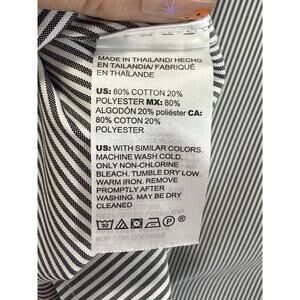 MADE IN THAILAND/ HECHO
EN TAILANDIA/ FABRIQUÉ
EN THAÏLANDE
US: 80% COTTON 20%
POLYESTER MX: 80%
ALGODÓN 20% poliéster CA:
80% COTON 20%
POLYESTER
US: WITH SIMILAR COLORS.
MACHINE WASH COLD,
ONLY NON-CHLORINE
BLEACH. TUMBLE DRY LOW.
WARM IRON. REMOVE
PROMPTLY AFTER
WASHING. MAY BE
DRY CLEANED
30
P